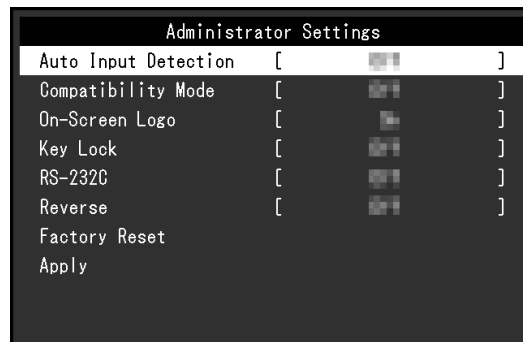 Administrator Settings
Auto Input Detection [ ]
Compatibility Mode [ ]
On-Screen Logo [ ]
Key Lock [ ]
RS-232C [ ]
Reverse [ ]
Factory Reset
Apply